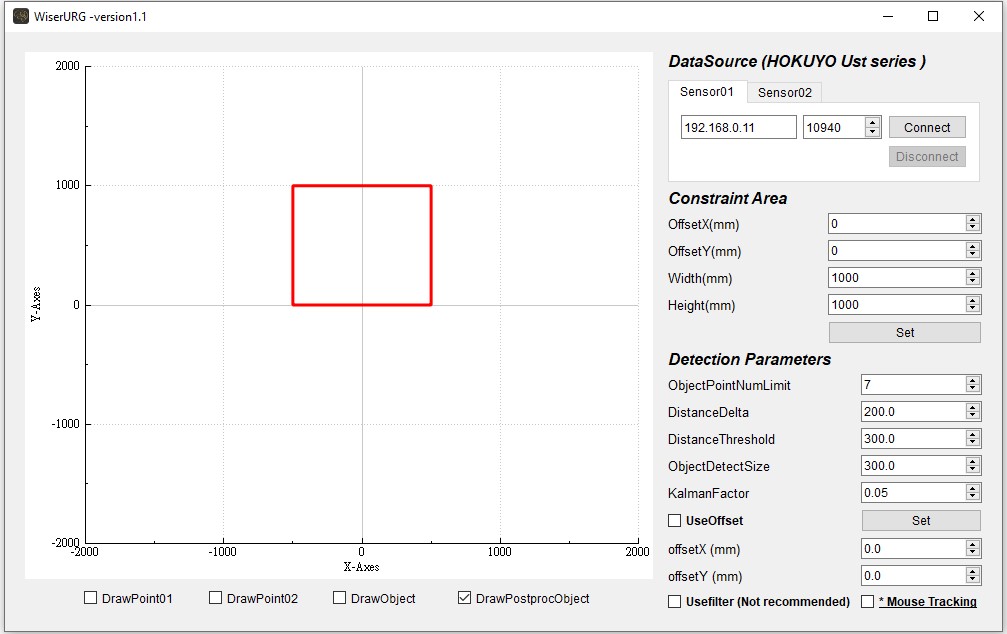 WiserURG -version1.1
2000
1000
0
-1000
-2000
Y-Axes
-2000 -1000 0 1000 2000
X-Axes
DrawPoint01 DrawPoint02 DrawObject DrawPostprocObject
DataSource (HOKUYO Ust series )
Sensor01 Sensor02
192.168.0.11 10940 Connect
Disconnect
Constraint Area
OffsetX(mm) 0
OffsetY(mm) 0
Width(mm) 1000
Height(mm) 1000
Set
Detection Parameters
ObjectPointNumLimit 7
DistanceDelta 200.0
DistanceThreshold 300.0
ObjectDetectSize 300.0
KalmanFactor 0.05
UseOffset Set
offsetX (mm) 0.0
offsetY (mm) 0.0
Usefilter (Not recommended) * Mouse Tracking